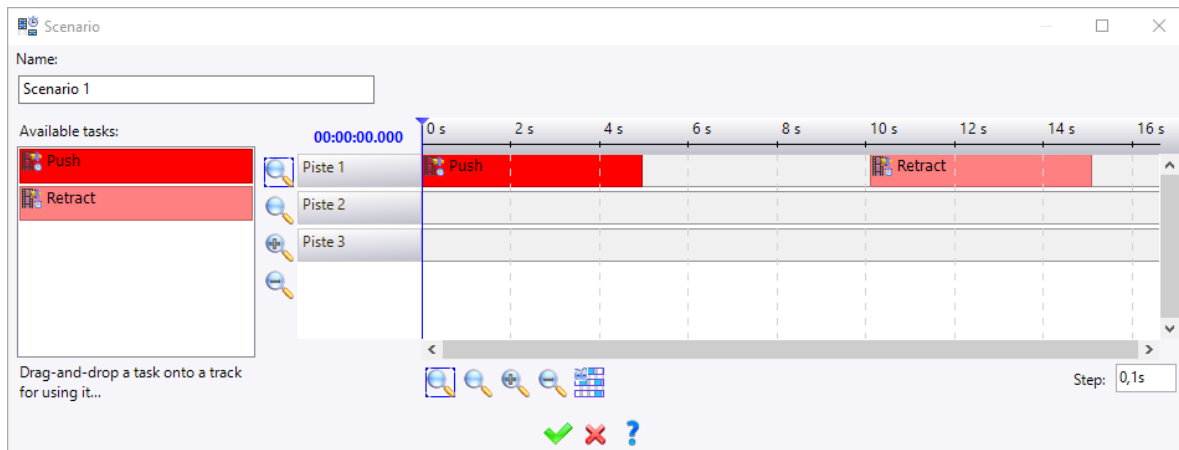 Scenario
Name:
Scenario 1
Available tasks:
00:00:00.000
0 s 2 s 4 s 6 s 8 s 10 s 12 s 14 s 16 s
Push
Retract
Piste 1
Push
Retract
Piste 2
Piste 3
Drag-and-drop a task onto a track
for using it...
Step: 0,1s